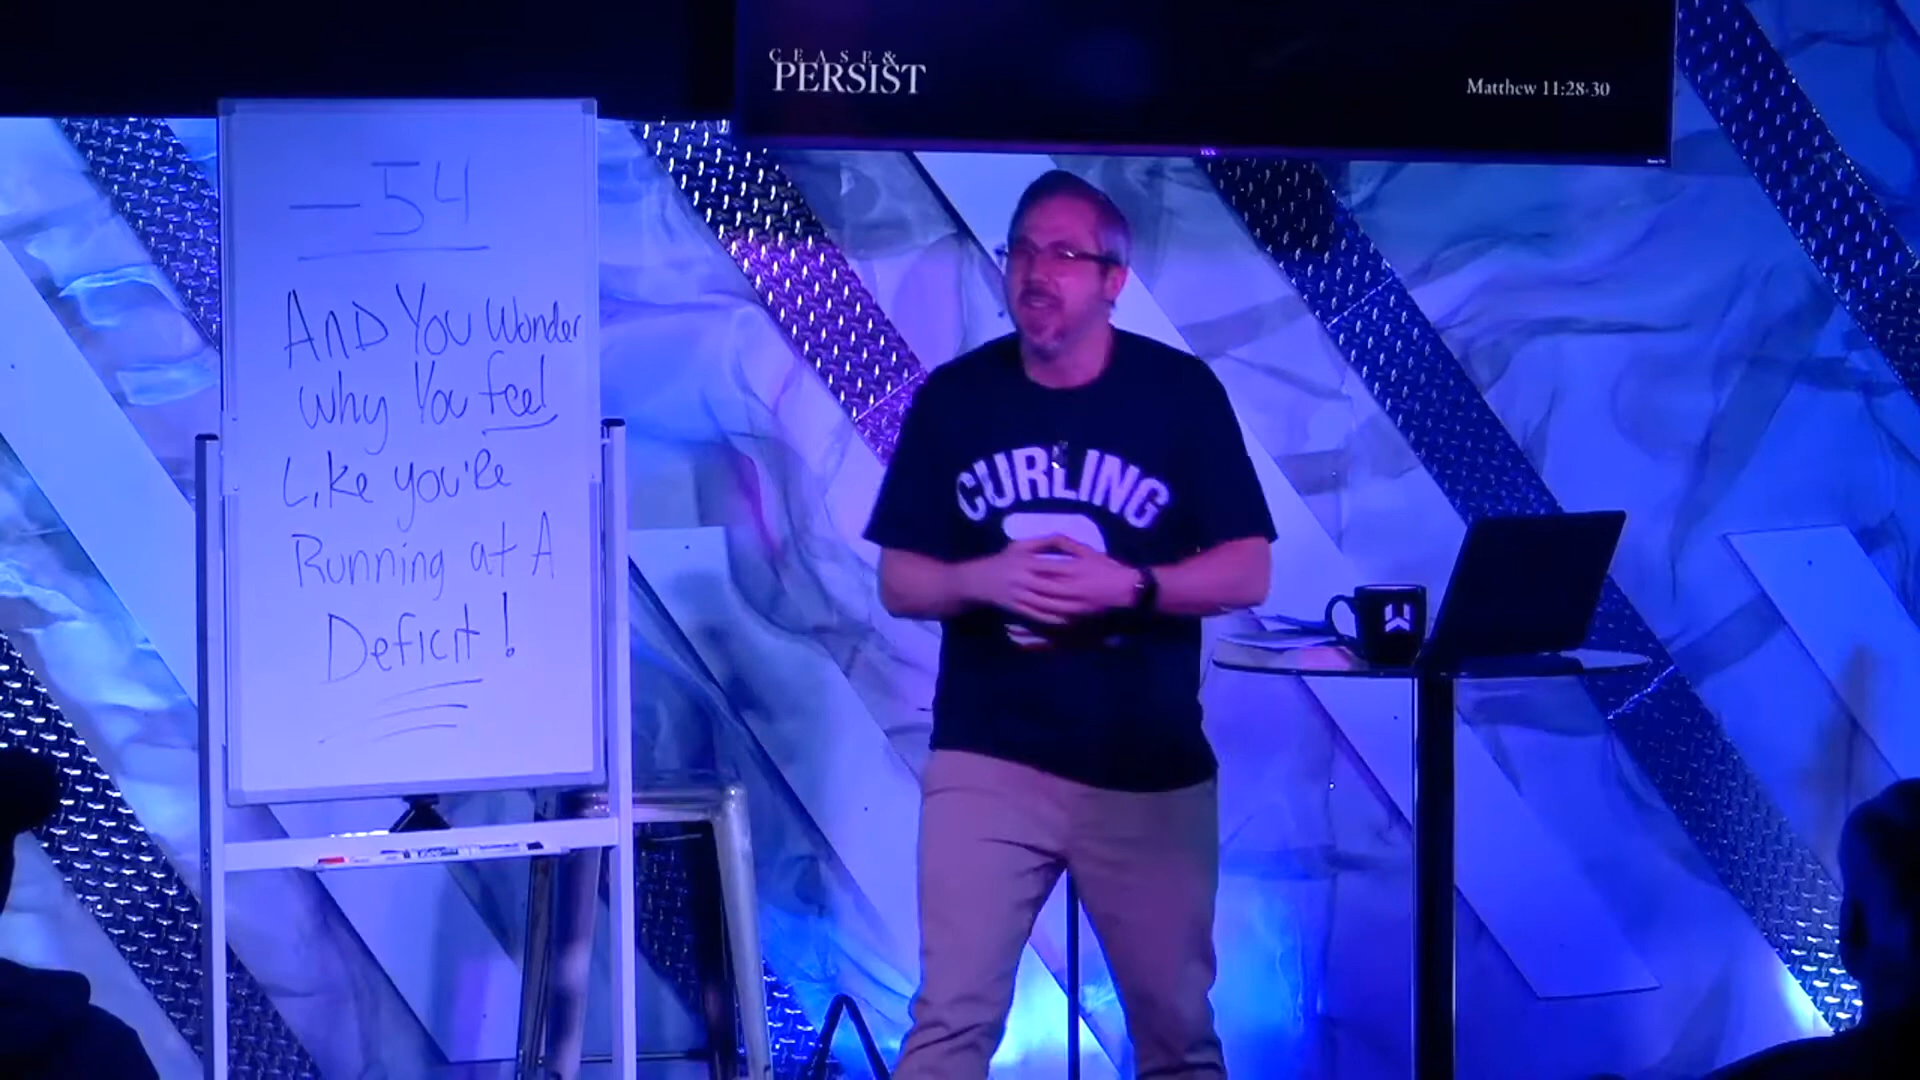 CEASE &
PERSIST
Matthew 11:28-30
-54
AND You Wonder
why You feel
Like you're
Running at A
Deficit!
CURLING